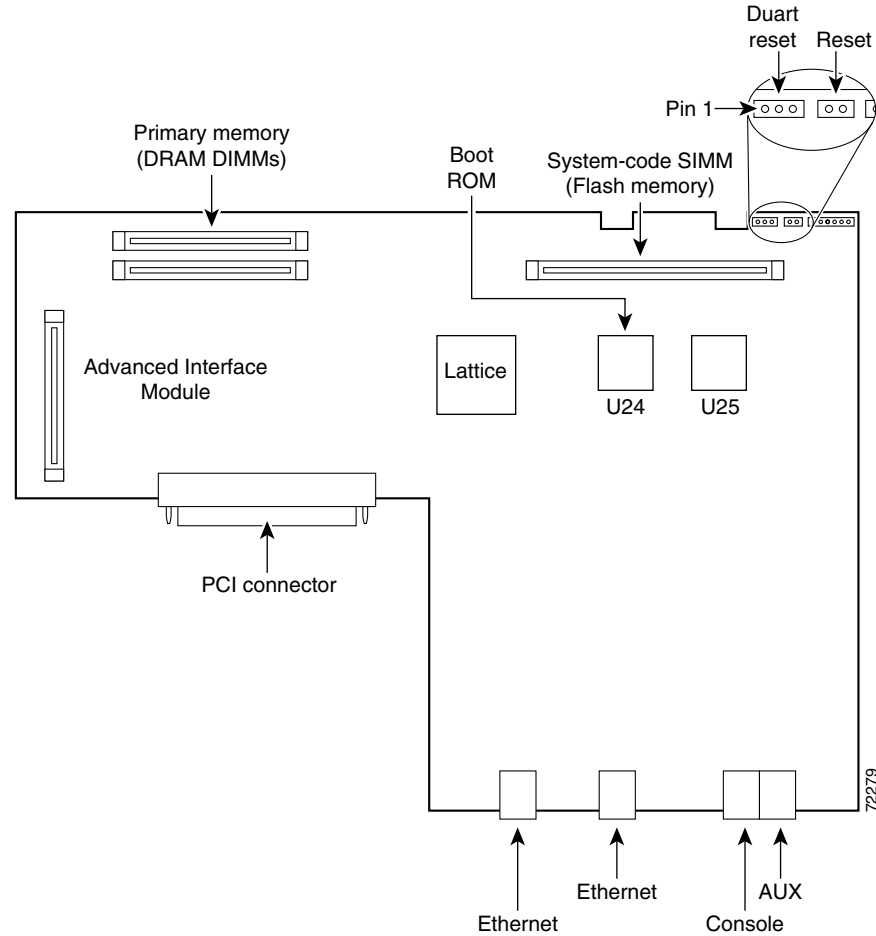 Duart
reset
Reset
Pin 1
Primary memory
(DRAM DIMMs)
Boot
ROM
System-code SIMM
(Flash memory)
Advanced Interface
Module
Lattice
U24
U25
PCI connector
72279
Ethernet
AUX
Ethernet
Console